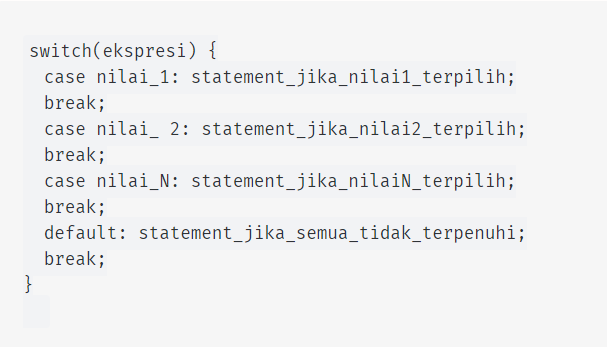 switch(ekspresi) {
case nilai_1: statement_jika_nilai1_terpilih;
break;
case nilai_ 2: statement_jika_nilai2_terpilih;
break;
case nilai_N: statement_jika_nilaiN_terpilih;
break;
default: statement_jika_semua_tidak_terpenuhi;
break;
}